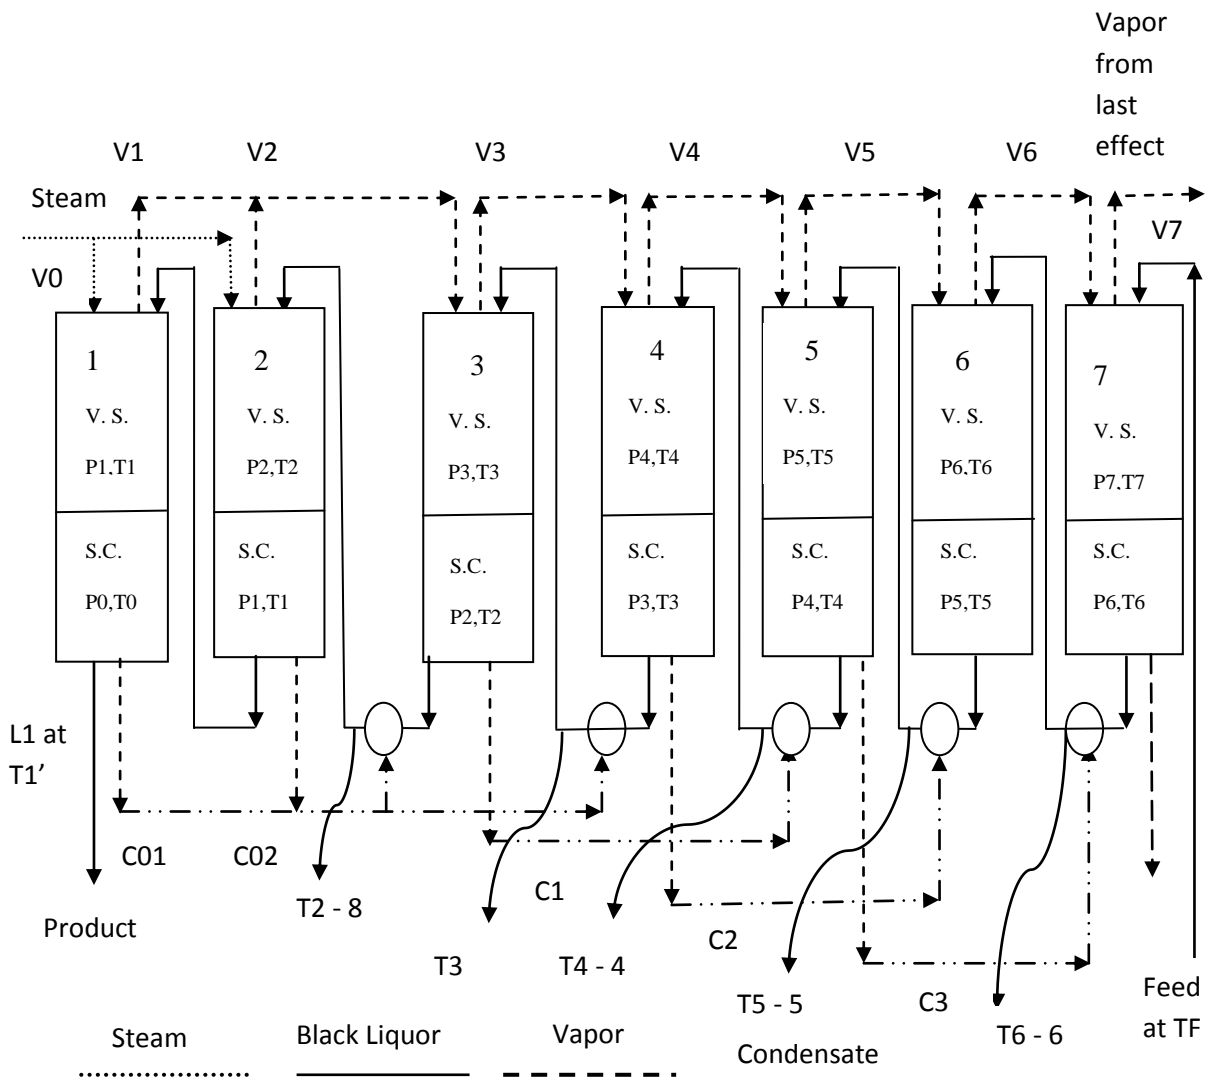 Vapor
from
last
effect
V1
V2
V3
V4
V5
V6
Steam
V7
V0
1
V. S.
P1,T1
S.C.
P0,T0
2
V. S.
P2,T2
S.C.
P1,T1
3
V. S.
P3,T3
S.C.
P2,T2
4
V. S.
P4,T4
S.C.
P3,T3
5
V. S.
P5,T5
S.C.
P4,T4
6
V. S.
P6,T6
S.C.
P5,T5
7
V. S.
P7,T7
S.C.
P6,T6
L1 at
T1’
C01
C02
T2 - 8
C1
Product
T3
T4 - 4
C2
T5 - 5
C3
T6 - 6
Feed
at TF
Steam
Black Liquor
Vapor
Condensate